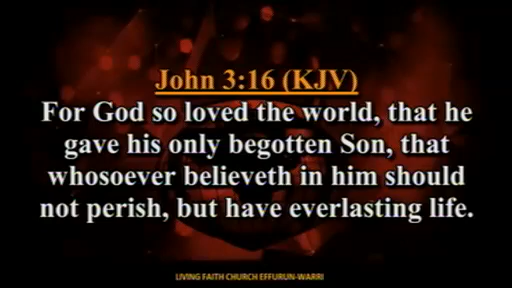 John 3:16 (KJV)
For God so loved the world, that he
gave his only begotten Son, that
whosoever believeth in him should
not perish, but have everlasting life.
LIVING FAITH CHURCH EFFURUN-WARRI